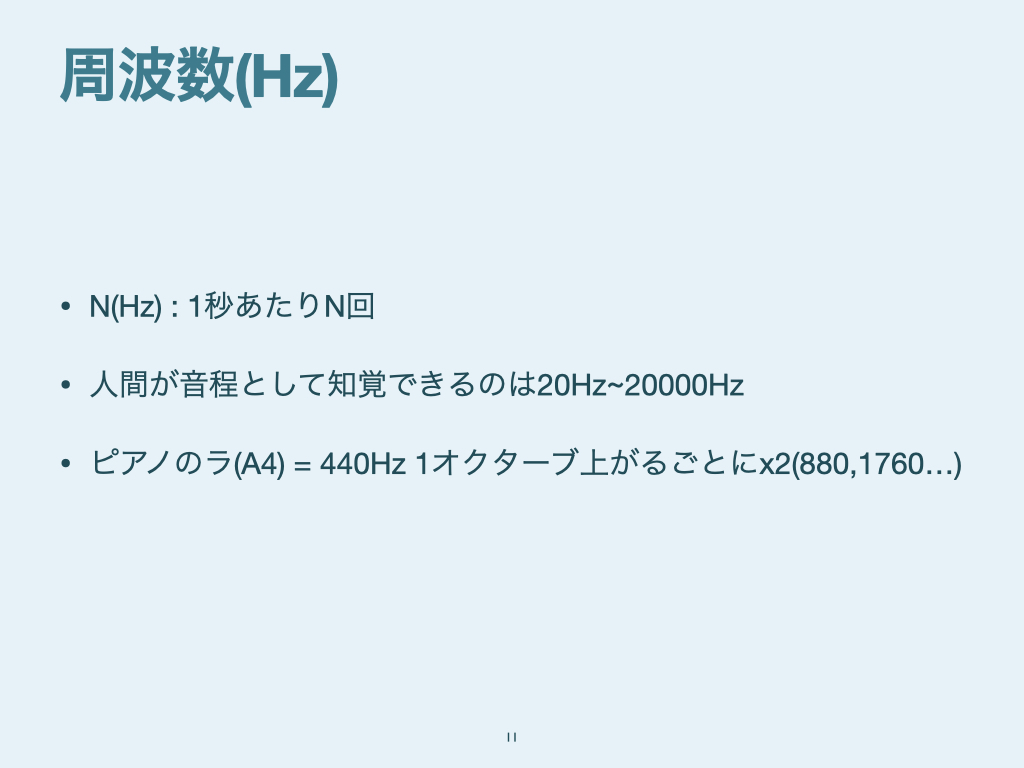 周波数(Hz)
• N(Hz) : 1秒あたりN回
• 人間が音程として知覚できるのは20Hz~20000Hz
• ピアノのラ(A4) = 440Hz 1オクターブ上がるごとにx2(880,1760…)
11